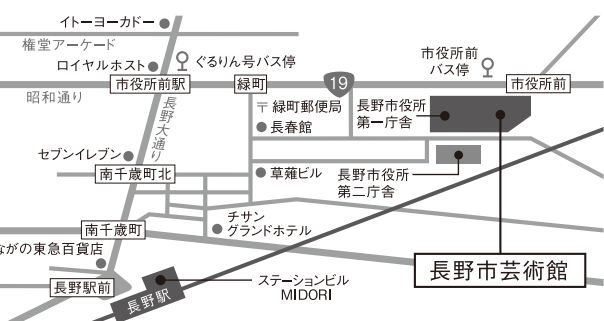 イトーヨーカドー
権堂アーケード
ロイヤルホスト
ぐるりん号バス停
市役所前
バス停
市役所前駅
緑町
19
市役所前
昭和通り
長野大通り
〒緑町郵便局
長春館
長野市役所
第一庁舎
セブンイレブン
南千歳町北
草薙ビル
長野市役所
第二庁舎
南千歳町
チサン
グランドホテル
ながの東急百貨店
長野市芸術館
長野駅前
長野駅
ステーションビル
MIDORI